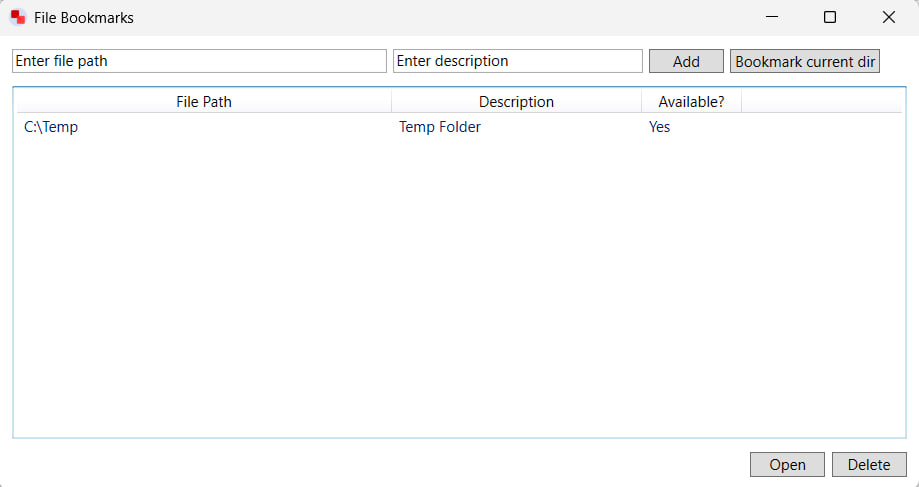 File Bookmarks
Enter file path Enter description Add Bookmark current dir
File Path Description Available?
C:\Temp Temp Folder Yes
Open Delete